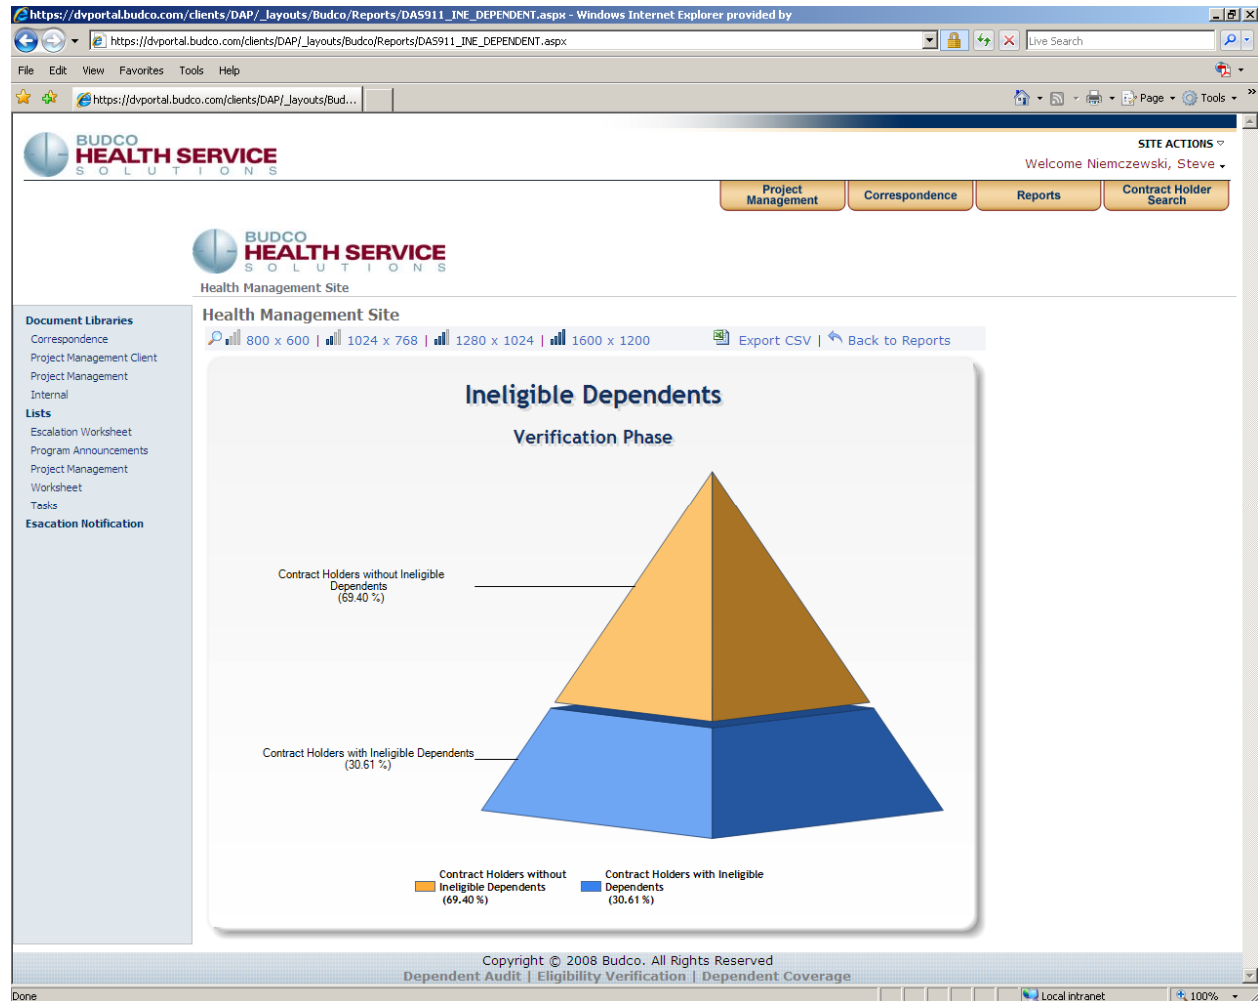 https://dvportal.budco.com/clients/DAP/_layouts/Budco/Reports/DAS911_INE_DEPENDENT.aspx - Windows Internet Explorer provided by
https://dvportal.budco.com/clients/DAP/_layouts/Budco/Reports/DAS911_INE_DEPENDENT.aspx
Live Search
File Edit View Favorites Tools Help
https://dvportal.budco.com/clients/DAP/_layouts/Bud...
Page Tools »
BUDCO
HEALTH SERVICE
SOLUTIONS
SITE ACTIONS
Welcome Niemczewski, Steve
Project Management
Correspondence
Reports
Contract Holder Search
BUDCO
HEALTH SERVICE
SOLUTIONS
Health Management Site
Document Libraries
Correspondence
Project Management Client
Project Management
Internal
Lists
Escalation Worksheet
Program Announcements
Project Management
Worksheet
Tasks
Esacation Notification
Health Management Site
800 x 600 | 1024 x 768 | 1280 x 1024 | 1600 x 1200 Export CSV | Back to Reports
Ineligible Dependents
Verification Phase
Contract Holders without Ineligible
Dependents
(69.40 %)
Contract Holders with Ineligible Dependents
(30.61 %)
Contract Holders without
Ineligible Dependents
(69.40 %)
Contract Holders with Ineligible
Dependents
(30.61 %)
Copyright © 2008 Budco. All Rights Reserved
Dependent Audit | Eligibility Verification | Dependent Coverage
Done
Local intranet
100%